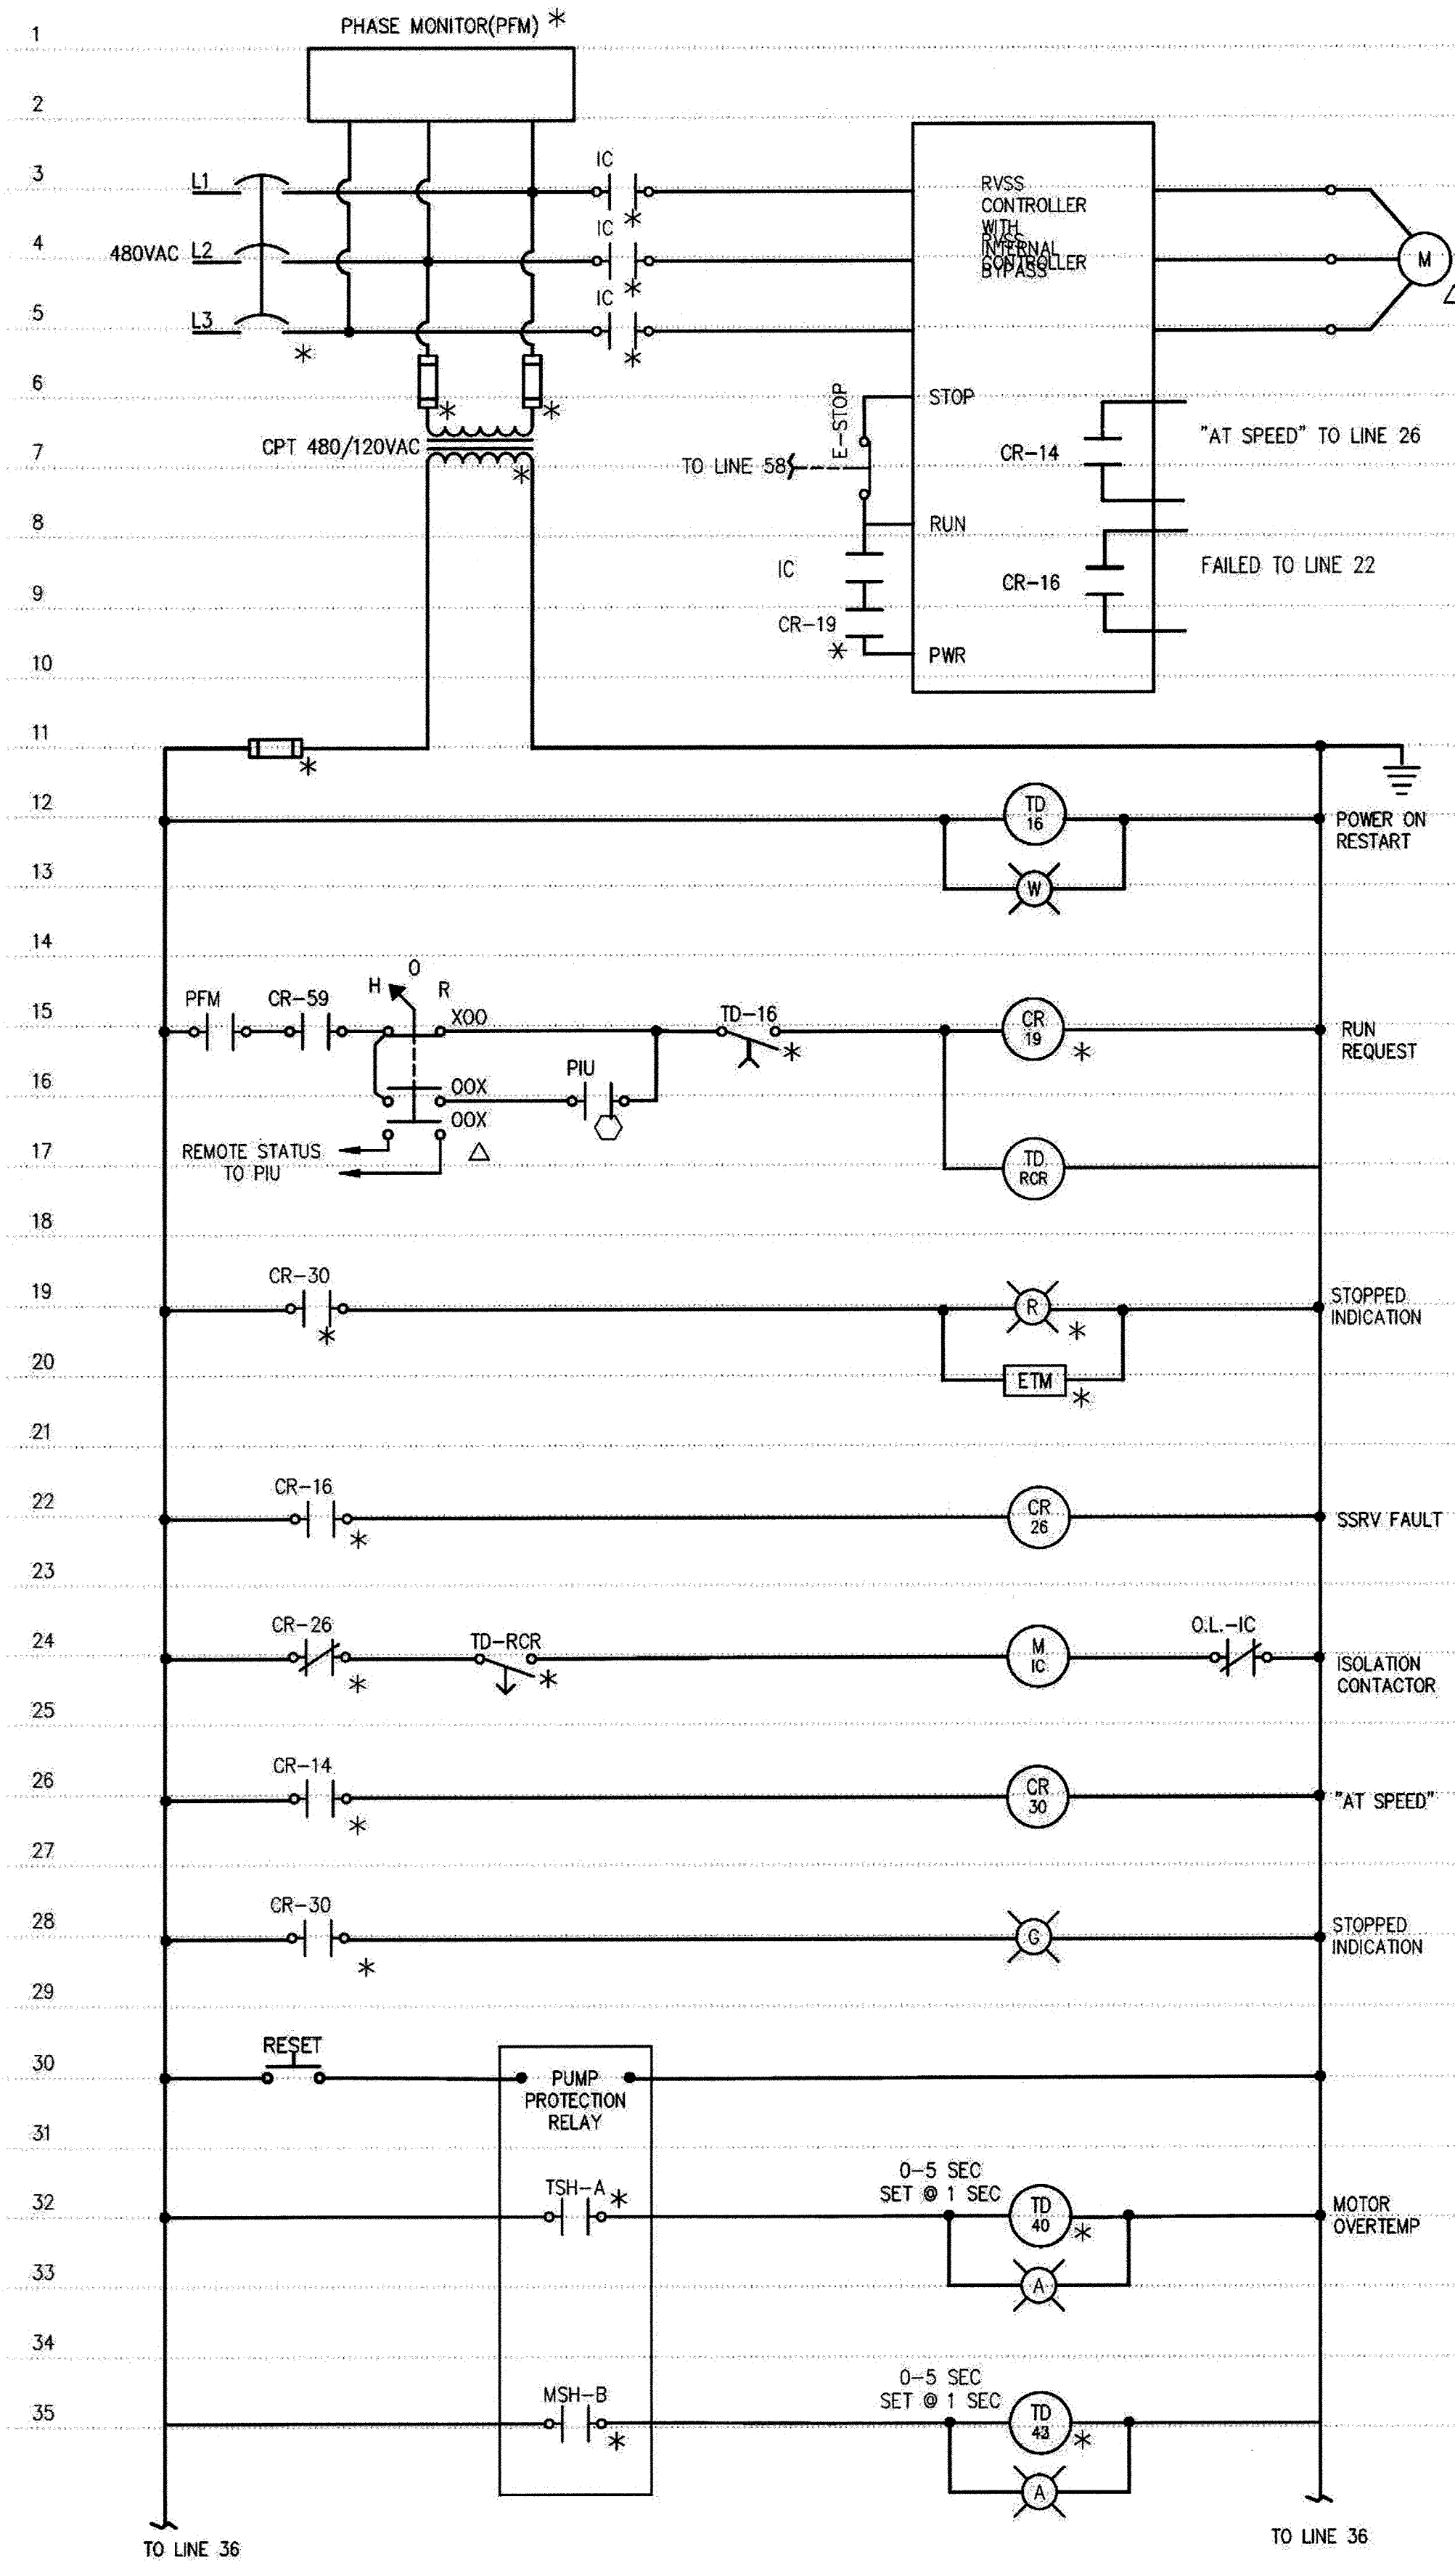 1
PHASE MONITOR(PFM) *
2
3
L1
IC
*
RVSS
CONTROLLER
WITH
INTERNAL
BYPASS
RVSS
CONTROLLER
4
480VAC L2
IC
*
M
5
L3
IC
*
*
6
* *
E-STOP
STOP
"AT SPEED" TO LINE 26
7
CPT 480/120VAC
*
TO LINE 58
CR-14
8
RUN
IC
FAILED TO LINE 22
9
CR-16
CR-19
*
PWR
10
11
*
12
TD
16
POWER ON
RESTART
13
W
14
H O R
15
PFM
CR-59
XOO
TD-16
*
CR
19
*
RUN
REQUEST
16
OOX
PIU
OOX
17
REMOTE STATUS
TO PIU
TD
RCR
18
19
CR-30
*
R
*
STOPPED
INDICATION
20
ETM
*
21
22
CR-16
*
CR
26
SSRV FAULT
23
24
CR-26
*
TD-RCR
*
M
IC
O.L.-IC
ISOLATION
CONTACTOR
25
26
CR-14
*
CR
30
"AT SPEED"
27
28
CR-30
*
G
STOPPED
INDICATION
29
30
RESET
PUMP
PROTECTION
RELAY
31
32
TSH-A
*
0-5 SEC
SET @ 1 SEC
TD
40
*
MOTOR
OVERTEMP
33
A
34
35
MSH-B
*
0-5 SEC
SET @ 1 SEC
TD
43
*
A
TO LINE 36
TO LINE 36